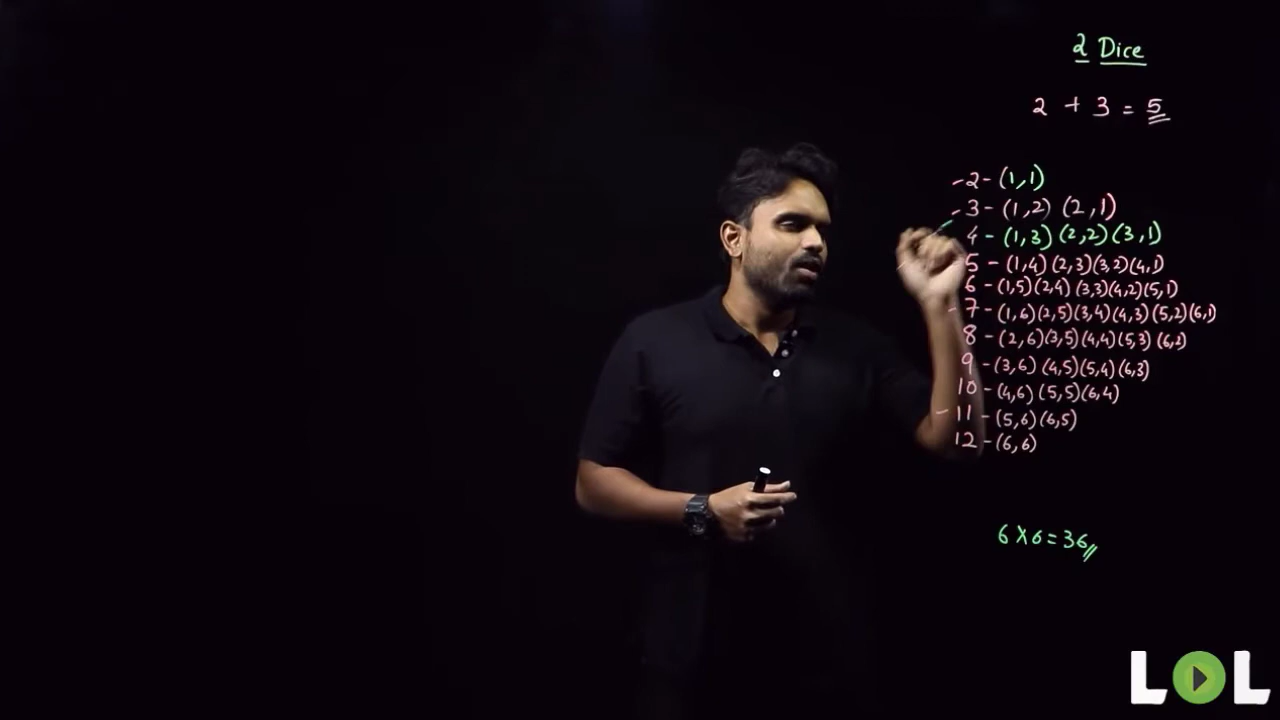 2 Dice
2 + 3 = 5
-2-(1,1)
-3-(1,2) (2,1)
4-(1,3)(2,2)(3,1)
5-(1,4)(2,3)(3,2)(4,1)
6-(1,5)(2,4)(3,3)(4,2)(5,1)
-7-(1,6)(2,5)(3,4)(4,3)(5,2)(6,1)
8-(2,6)(3,5)(4,4)(5,3)(6,2)
9-(3,6)(4,5)(5,4)(6,3)
10-(4,6)(5,5)(6,4)
-11-(5,6)(6,5)
12-(6,6)
6X6=36//
LOL